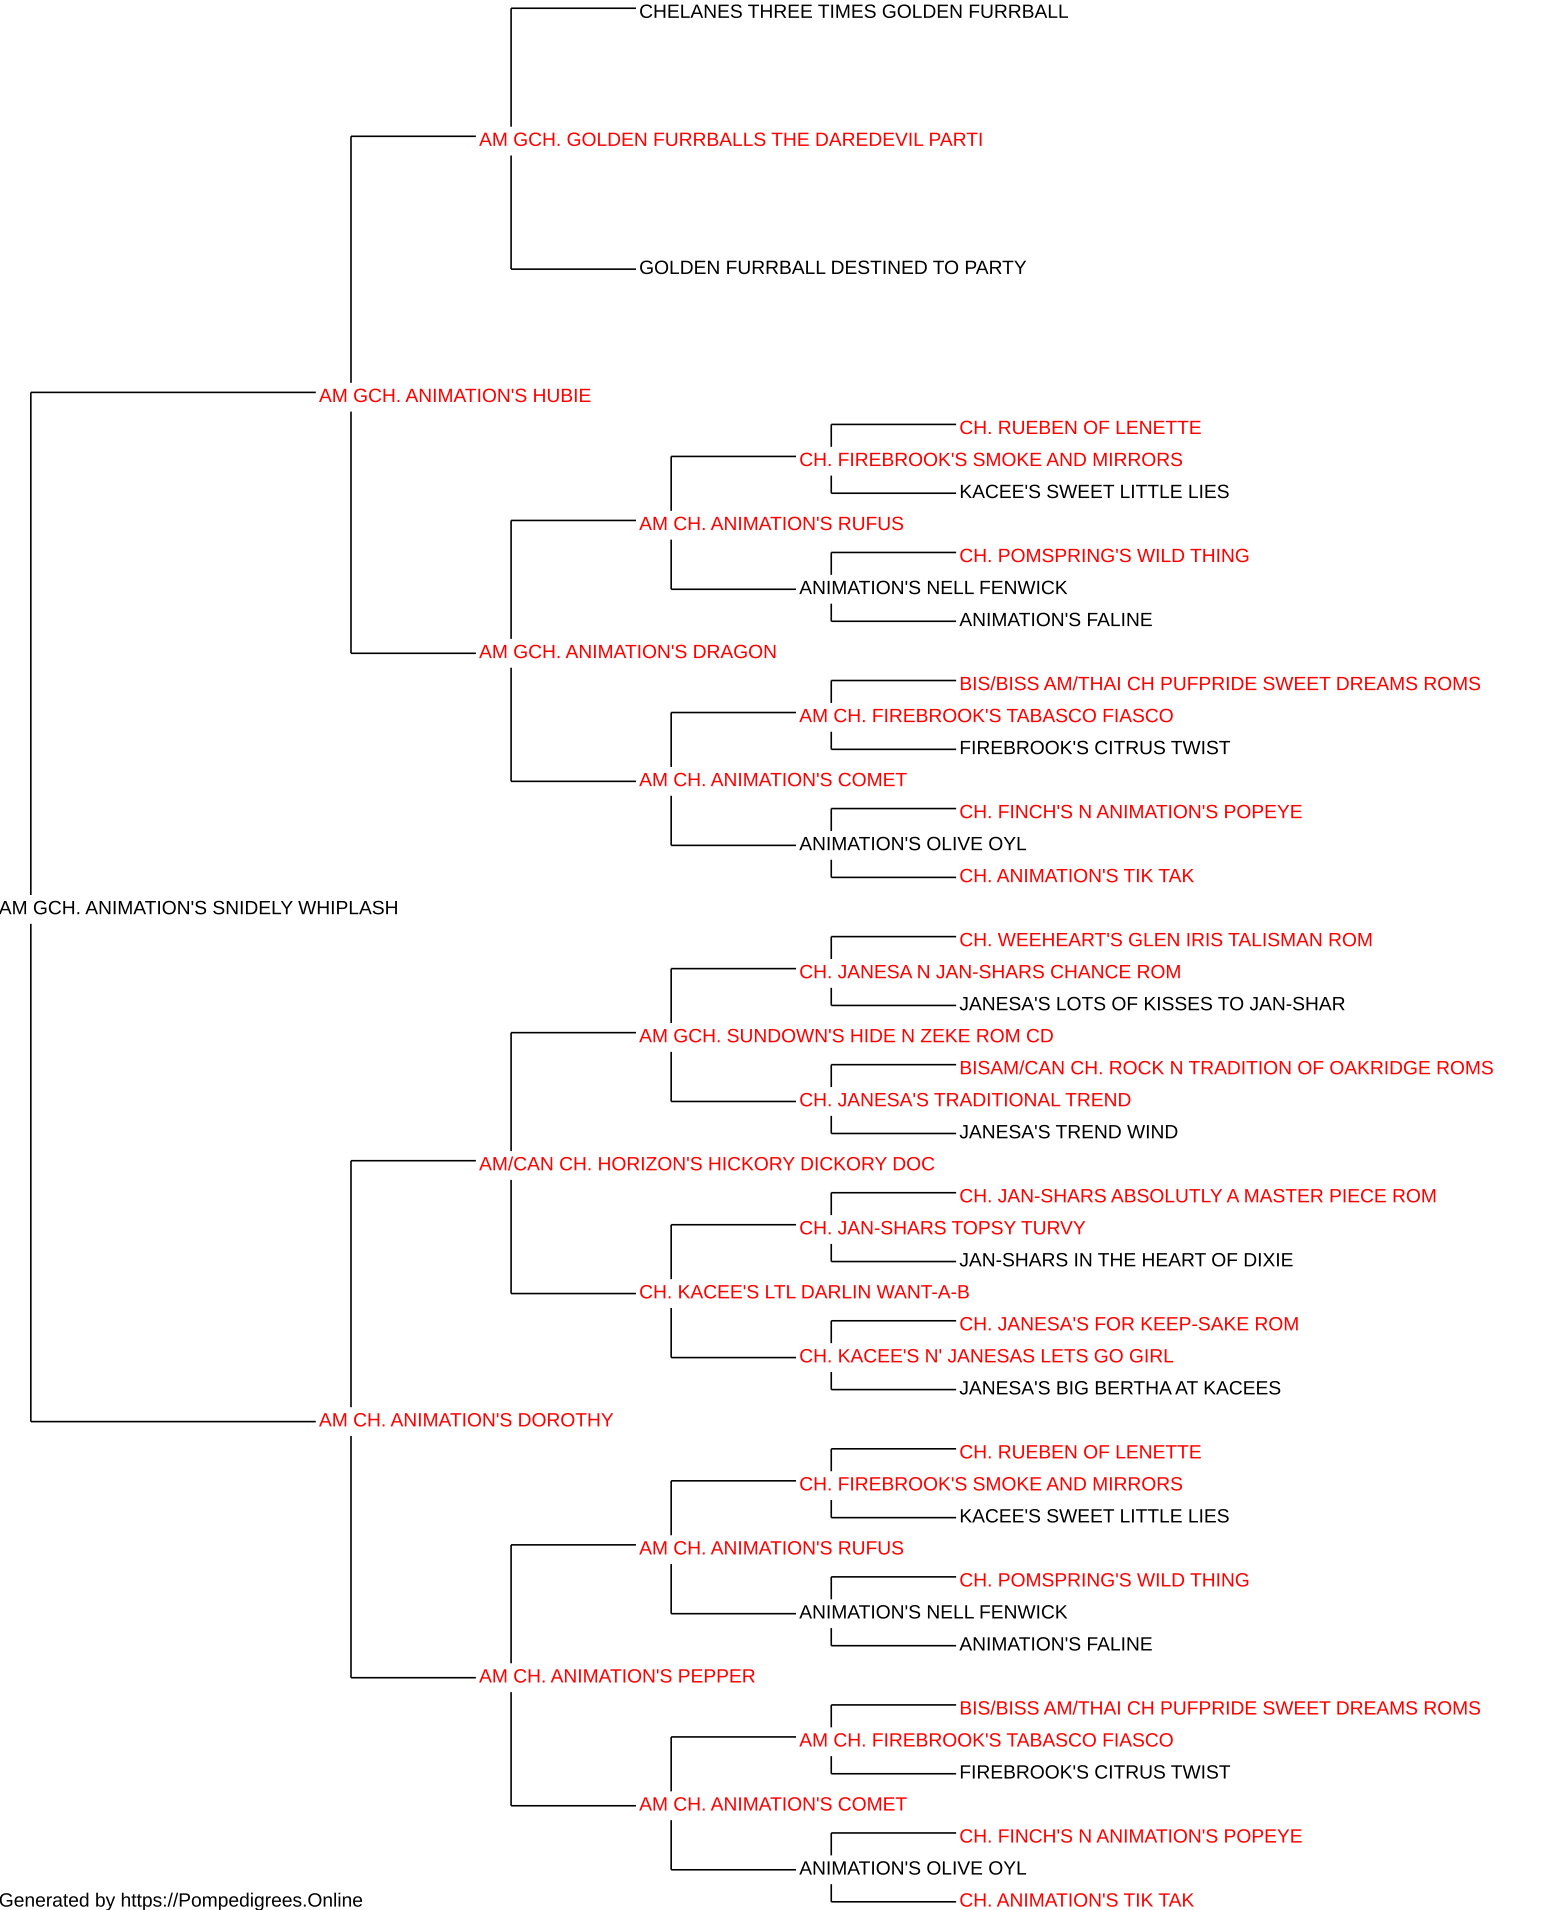 CHELANES THREE TIMES GOLDEN FURRBALL
AM GCH. GOLDEN FURRBALLS THE DAREDEVIL PARTI
GOLDEN FURRBALL DESTINED TO PARTY
AM GCH. ANIMATION'S HUBIE
CH. RUEBEN OF LENETTE
CH. FIREBROOK'S SMOKE AND MIRRORS
KACEE'S SWEET LITTLE LIES
AM CH. ANIMATION'S RUFUS
CH. POMSPRING'S WILD THING
ANIMATION'S NELL FENWICK
ANIMATION'S FALINE
AM GCH. ANIMATION'S DRAGON
BIS/BISS AM/THAI CH PUFPRIDE SWEET DREAMS ROMS
AM CH. FIREBROOK'S TABASCO FIASCO
FIREBROOK'S CITRUS TWIST
AM CH. ANIMATION'S COMET
CH. FINCH'S N ANIMATION'S POPEYE
ANIMATION'S OLIVE OYL
CH. ANIMATION'S TIK TAK
AM GCH. ANIMATION'S SNIDELY WHIPLASH
CH. WEEHEART'S GLEN IRIS TALISMAN ROM
CH. JANESA N JAN-SHARS CHANCE ROM
JANESA'S LOTS OF KISSES TO JAN-SHAR
AM GCH. SUNDOWN'S HIDE N ZEKE ROM CD
BISAM/CAN CH. ROCK N TRADITION OF OAKRIDGE ROMS
CH. JANESA'S TRADITIONAL TREND
JANESA'S TREND WIND
AM/CAN CH. HORIZON'S HICKORY DICKORY DOC
CH. JAN-SHARS ABSOLUTLY A MASTER PIECE ROM
CH. JAN-SHARS TOPSY TURVY
JAN-SHARS IN THE HEART OF DIXIE
CH. KACEE'S LTL DARLIN WANT-A-B
CH. JANESA'S FOR KEEP-SAKE ROM
CH. KACEE'S N' JANESAS LETS GO GIRL
JANESA'S BIG BERTHA AT KACEES
AM CH. ANIMATION'S DOROTHY
CH. RUEBEN OF LENETTE
CH. FIREBROOK'S SMOKE AND MIRRORS
KACEE'S SWEET LITTLE LIES
AM CH. ANIMATION'S RUFUS
CH. POMSPRING'S WILD THING
ANIMATION'S NELL FENWICK
ANIMATION'S FALINE
AM CH. ANIMATION'S PEPPER
BIS/BISS AM/THAI CH PUFPRIDE SWEET DREAMS ROMS
AM CH. FIREBROOK'S TABASCO FIASCO
FIREBROOK'S CITRUS TWIST
AM CH. ANIMATION'S COMET
CH. FINCH'S N ANIMATION'S POPEYE
ANIMATION'S OLIVE OYL
CH. ANIMATION'S TIK TAK
Generated by https://Pompedigrees.Online